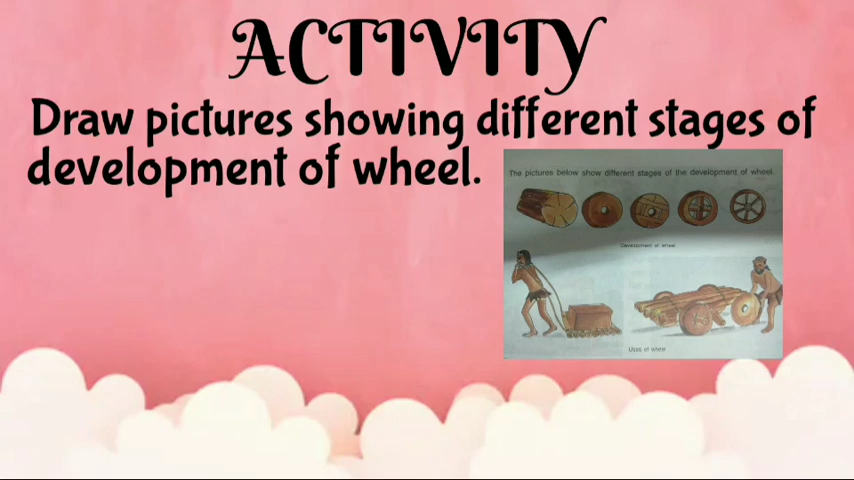 ACTIVITY
Draw pictures showing different stages of
development of wheel.
The pictures below show different stages of the development of wheel.
Development of wheel
Uses of wheel